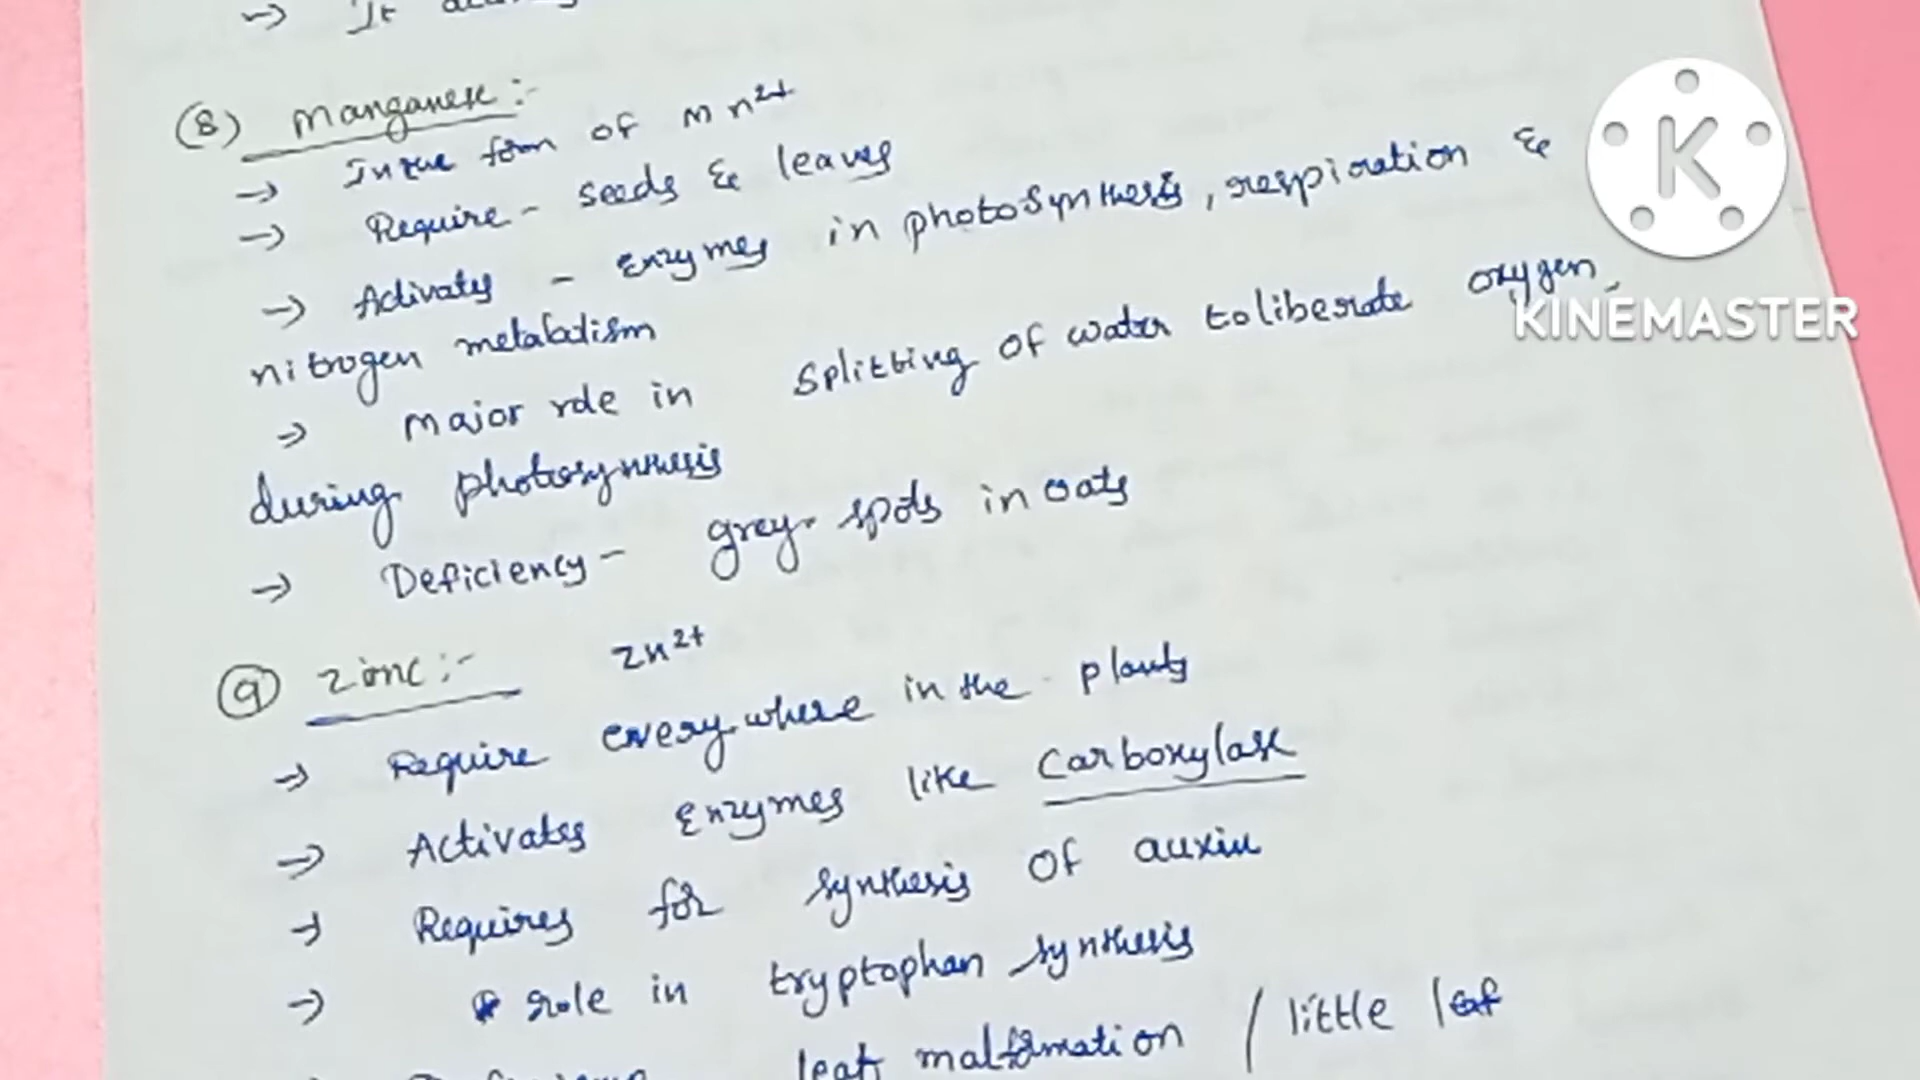 → It
(8) Manganese :-
→ In the form of Mn²⁺
→ Require - seeds & leaves
→ Activates - Enzymes in photosynthesis, respiration &
nitrogen metabolism
→ Major role in splitting of water to liberate oxygen
during photosynthesis
→ Deficiency - grey spots in oats
(9) Zinc :- Zn²⁺
→ Require everywhere in the plants
→ Activates enzymes like carboxylase
→ Requires for synthesis of auxin
→ role in tryptophan synthesis
leaf malformation / little leaf
K
KINEMASTER